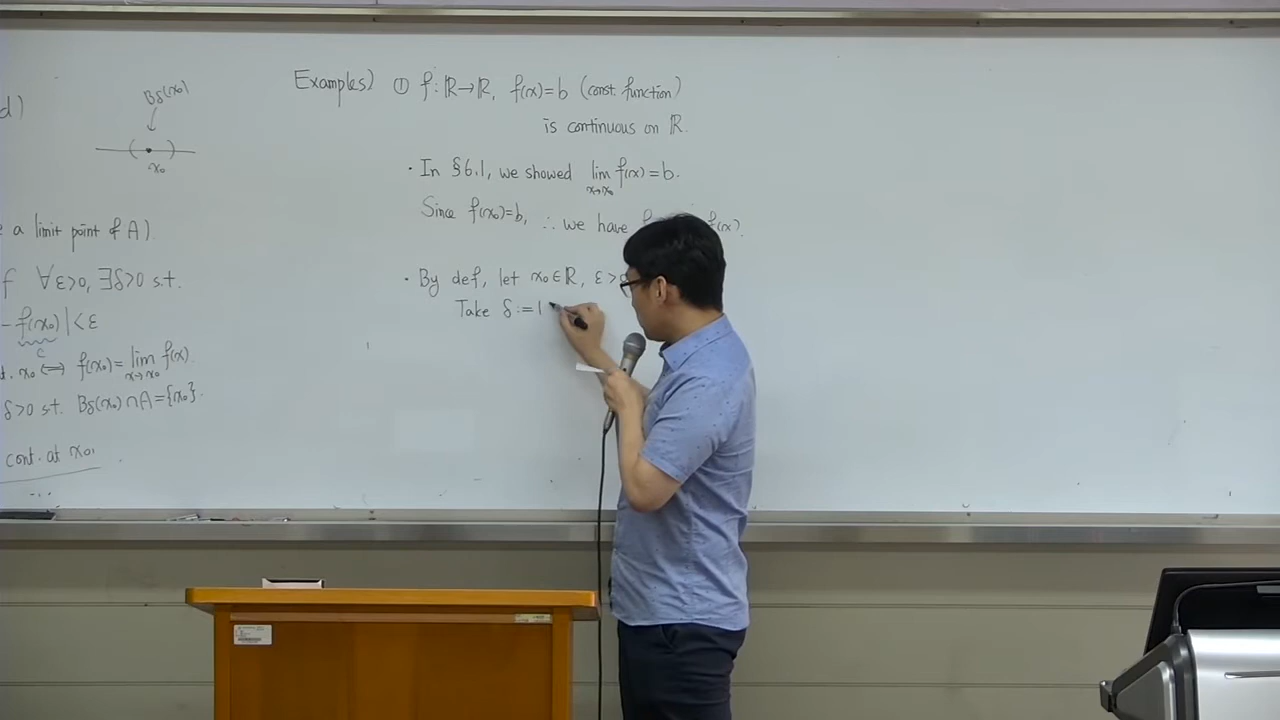 d)
Bδ(x₀)
x₀
a limit point of A)
f ∀ε>0, ∃δ>0 s.t.
- f(x₀)|<ε
c
x₀ ⟺ f(x₀)=lim f(x).
x→x₀
δ>0 s.t. Bδ(x₀)∩A={x₀}.
cont. at x₀,
Examples) ① f: ℝ→ℝ, f(x)=b (const. function)
is continuous on ℝ.
· In §6.1, we showed lim f(x)=b.
x→x₀
Since f(x₀)=b, ∴ we have f(x).
· By def, let x₀∈ℝ, ε>
Take δ:=1